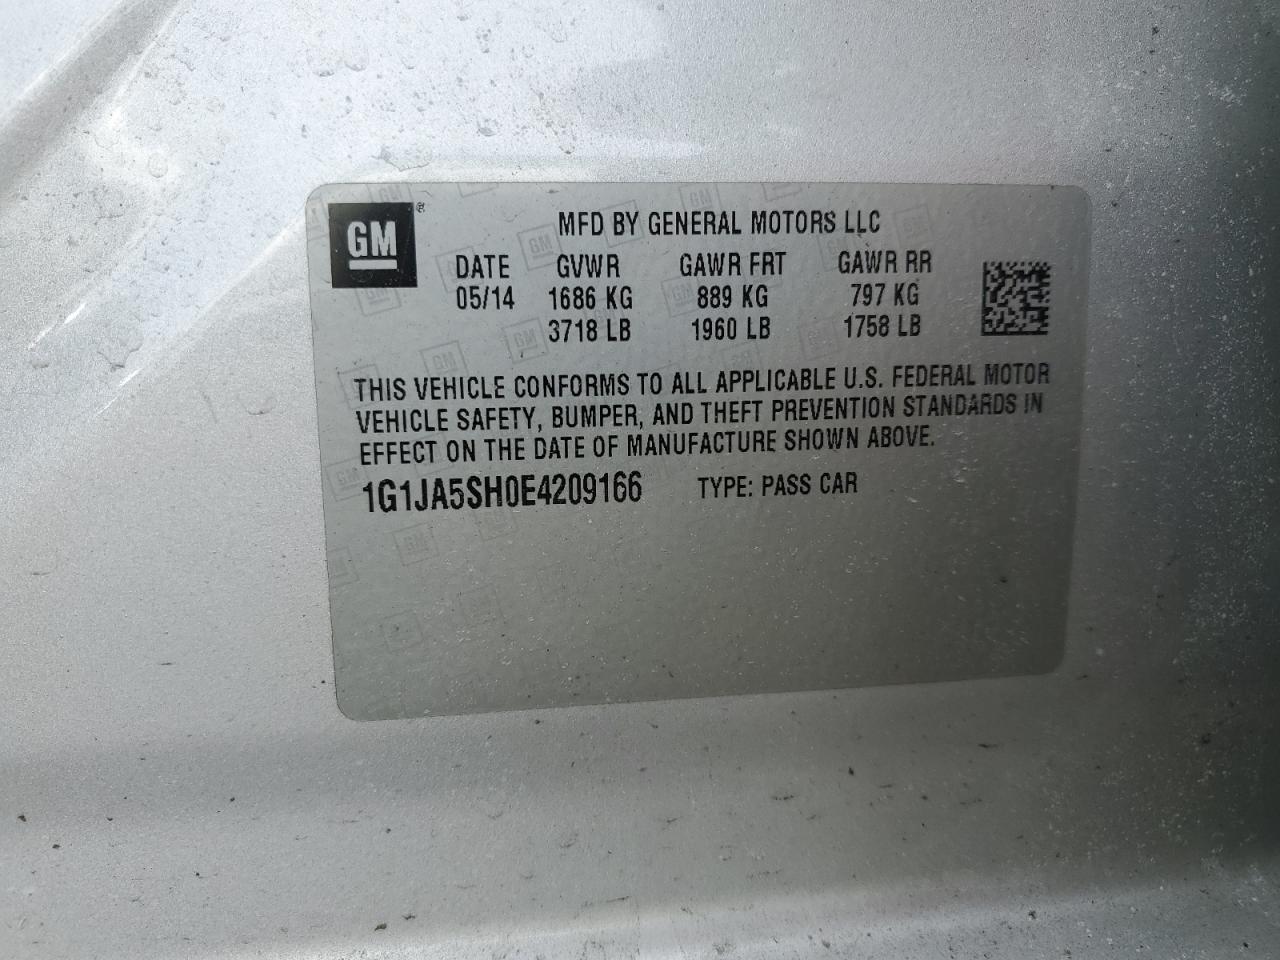 GM ®
MFD BY GENERAL MOTORS LLC
DATE GVWR GAWR FRT GAWR RR
05/14 1686 KG 889 KG 797 KG
3718 LB 1960 LB 1758 LB
THIS VEHICLE CONFORMS TO ALL APPLICABLE U.S. FEDERAL MOTOR
VEHICLE SAFETY, BUMPER, AND THEFT PREVENTION STANDARDS IN
EFFECT ON THE DATE OF MANUFACTURE SHOWN ABOVE.
1G1JA5SH0E4209166 TYPE: PASS CAR